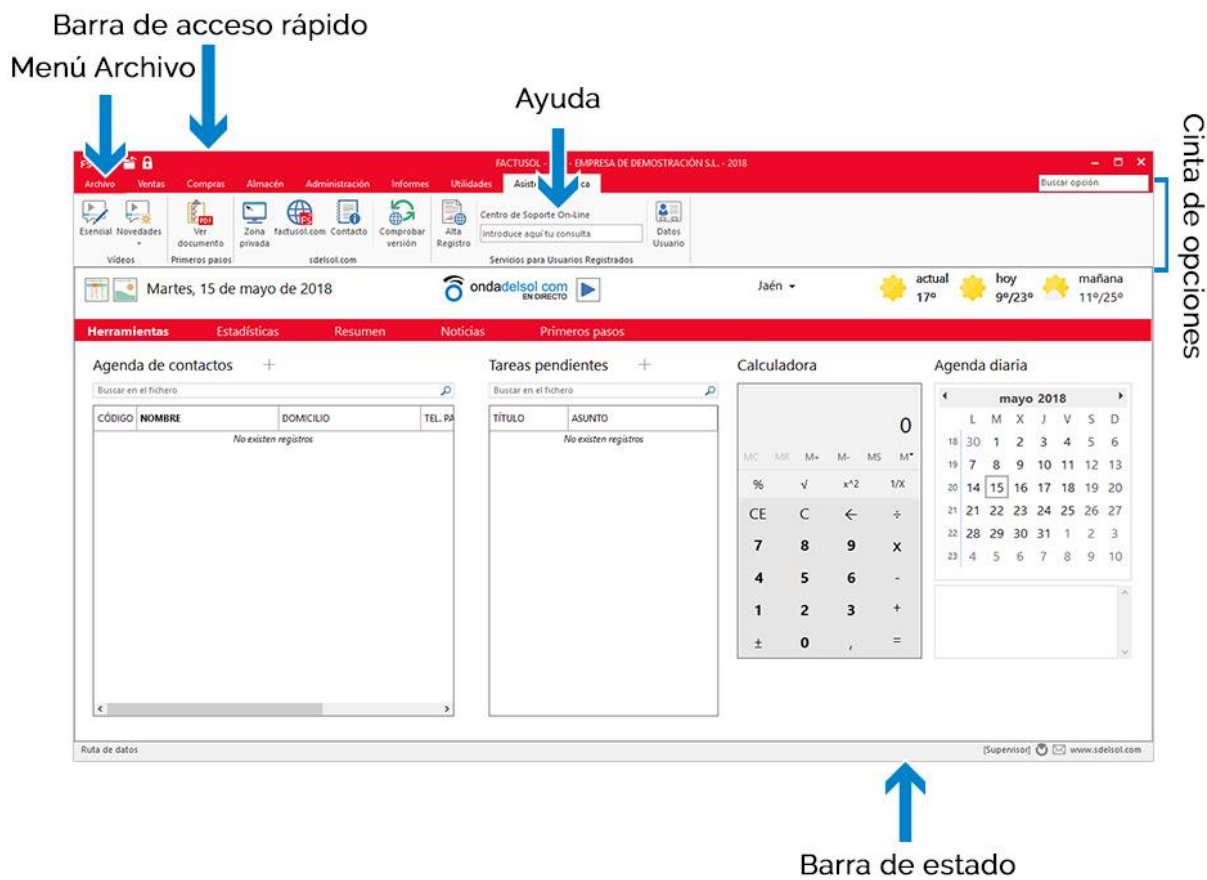 Barra de acceso rápido
Menú Archivo
Ayuda
Cinta de opciones
FACTUSOL - - EMPRESA DE DEMOSTRACIÓN S.L. - 2018
Archivo Ventas Compras Almacén Administración Informes Utilidades
Buscar opción
Esencial Novedades Ver documento Zona privada factusol.com Contacto Comprobar versión Alta Registro
PDF
FS
Centro de Soporte On-Line
Introduce aquí tu consulta
Datos Usuario
Vídeos Primeros pasos sdelsol.com Servicios para Usuarios Registrados
Martes, 15 de mayo de 2018
ondadelsol com
EN DIRECTO
Jaén
actual
17º
hoy
9º/23º
mañana
11º/25º
Herramientas Estadísticas Resumen Noticias Primeros pasos
Agenda de contactos +
Buscar en el fichero
CÓDIGO NOMBRE DOMICILIO TEL. PA
No existen registros
Tareas pendientes +
Buscar en el fichero
TÍTULO ASUNTO
No existen registros
Calculadora
0
MC MR M+ M- MS M
% √ x^2 1/X
CE C ← ÷
7 8 9 x
4 5 6 -
1 2 3 +
± 0 , =
Agenda diaria
mayo 2018
L M X J V S D
18 30 1 2 3 4 5 6
19 7 8 9 10 11 12 13
20 14 15 16 17 18 19 20
21 21 22 23 24 25 26 27
22 28 29 30 31 1 2 3
23 4 5 6 7 8 9 10
Ruta de datos
[Supervisor] www.sdelsol.com
Barra de estado